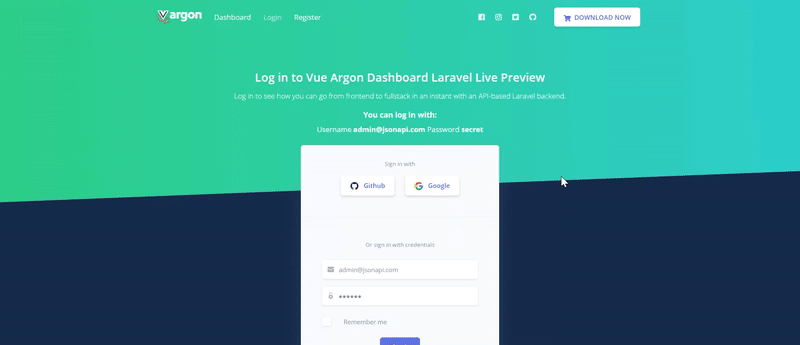 argon Dashboard Login Register DOWNLOAD NOW
Log in to Vue Argon Dashboard Laravel Live Preview
Log in to see how you can go from frontend to fullstack in an instant with an API-based Laravel backend.
You can log in with:
Username admin@jsonapi.com Password secret
Sign in with
Github Google
Or sign in with credentials
admin@jsonapi.com
••••••
Remember me